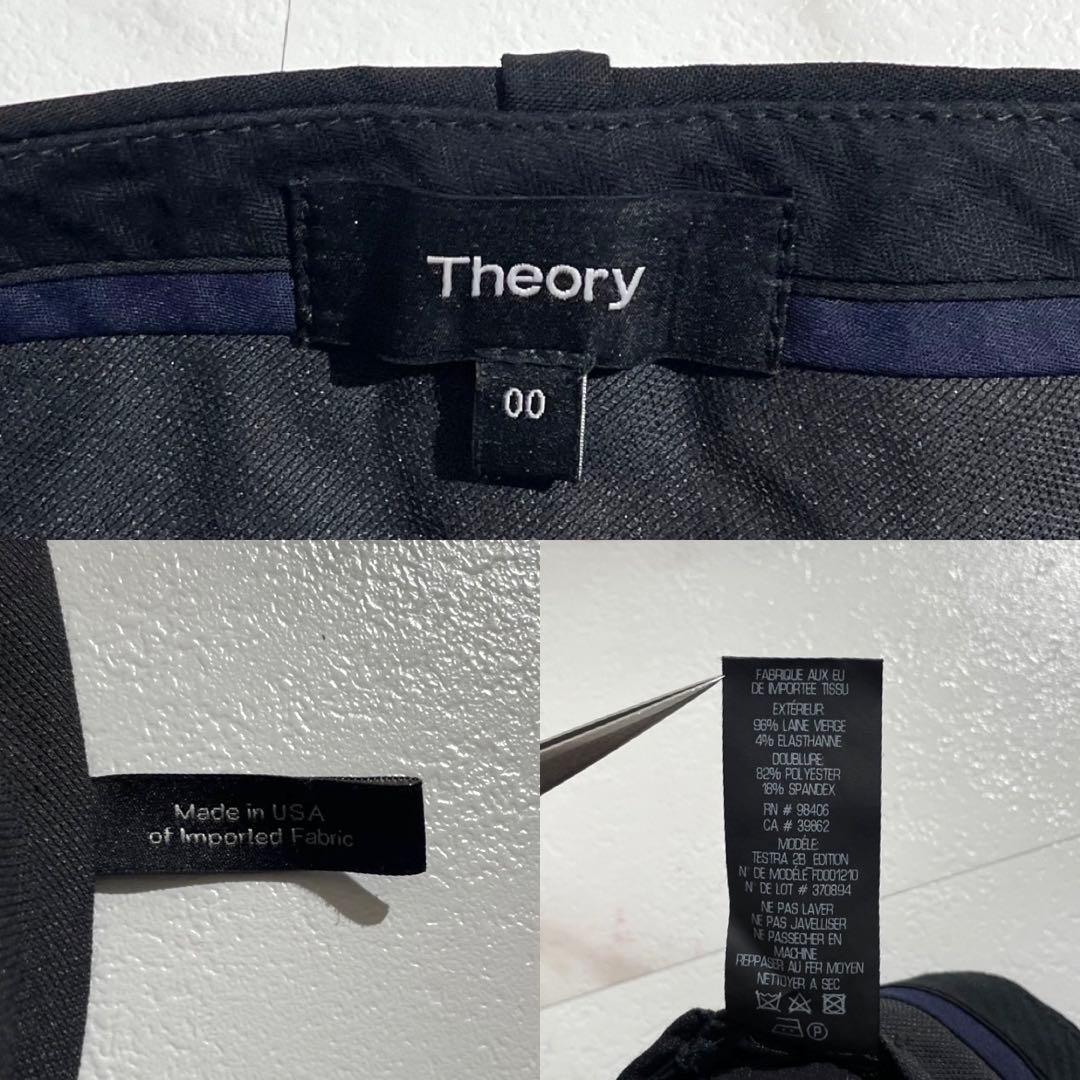 Theory
00
Made in USA
of Imported Fabric
FABRIQUE AUX EU
DE IMPORTEE TISSU
EXTÉRIEUR:
96% LAINE VIERGE
4% ELASTHANNE
DOUBLURE:
82% POLYESTER
18% SPANDEX
RN # 98406
CA # 39862
MODÈLE:
TESTRA 2B EDITION
N° DE MODÈLE F0001210
N° DE LOT # 370894
NE PAS LAVER
NE PAS JAVELLISER
NE PASSECHER EN
MACHINE
REPPASER AU FER MOYEN
NETTOYER A SEC
P